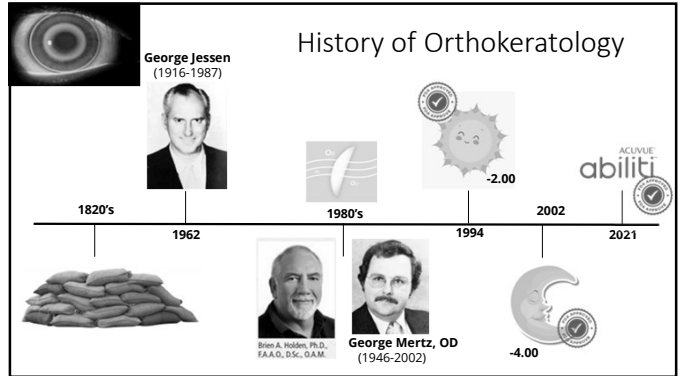 History of Orthokeratology
George Jessen
(1916-1987)
-2.00
ACUVUE
abiliti
1820's
1962
1980's
1994
2002
2021
Brien A. Holden, Ph.D.,
F.A.A.O., D.Sc., O.A.M.
George Mertz, OD
(1946-2002)
-4.00